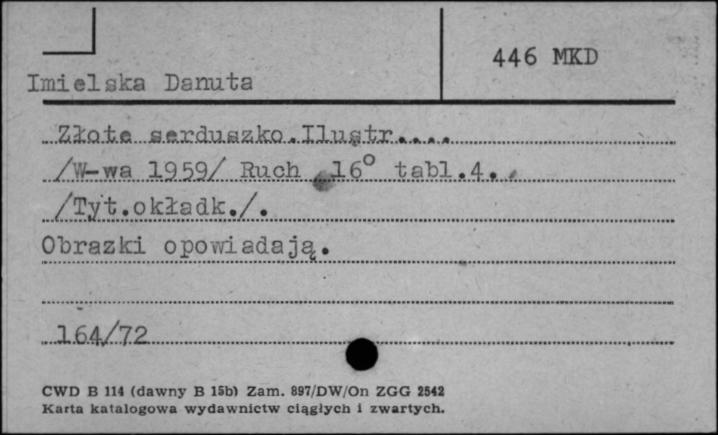 446 MKD
Imielska Danuta
Złote serduszko.Ilustr....
/W-wa 1959/ Ruch 16° tabl.4.
/Tyt.okładk./.
Obrazki opowiadają.
164/72
CWD B 114 (dawny B 15b) Zam. 897/DW/On ZGG 2542
Karta katalogowa wydawnictw ciągłych i zwartych.